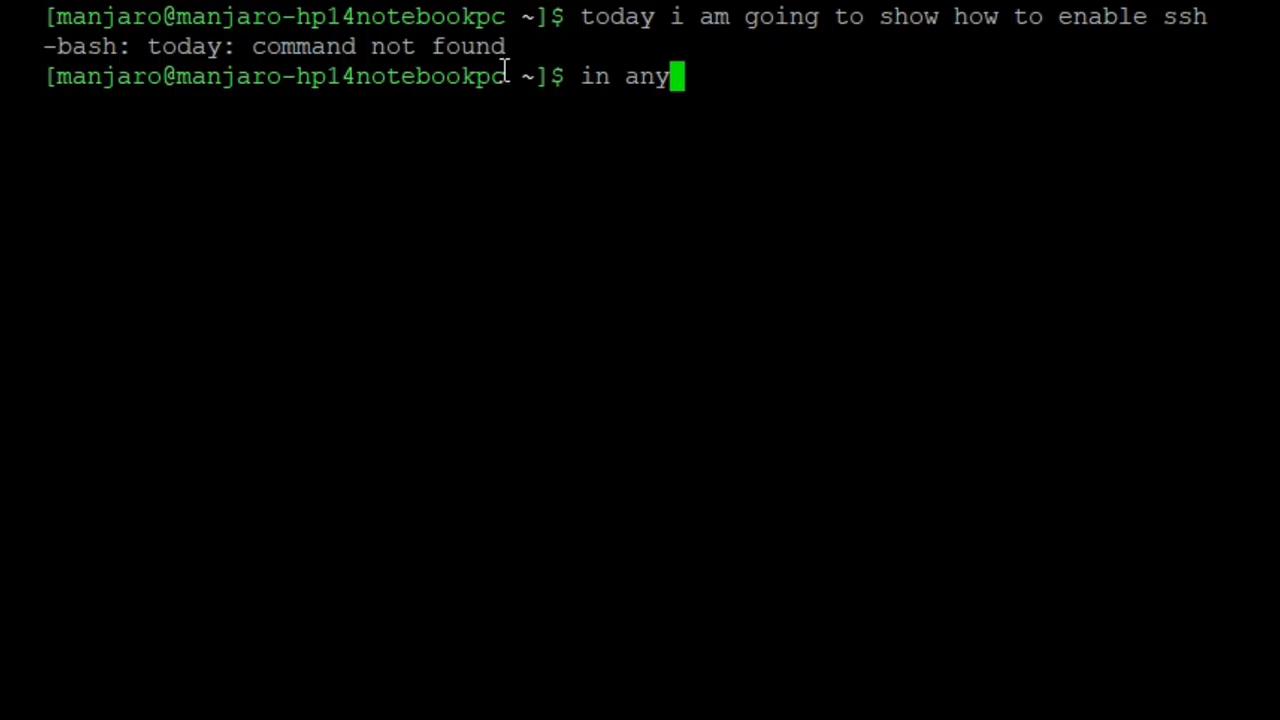 [manjaro@manjaro-hp14notebookpc ~]$ today i am going to show how to enable ssh
-bash: today: command not found
[manjaro@manjaro-hp14notebookpc ~]$ in any